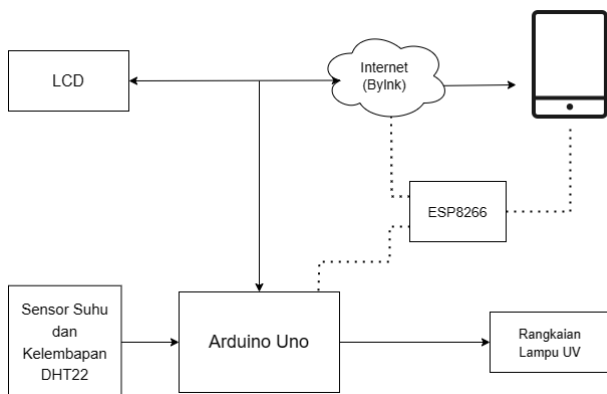 LCD
Internet
(Bylnk)
ESP8266
Sensor Suhu
dan
Kelembapan
DHT22
Arduino Uno
Rangkaian
Lampu UV